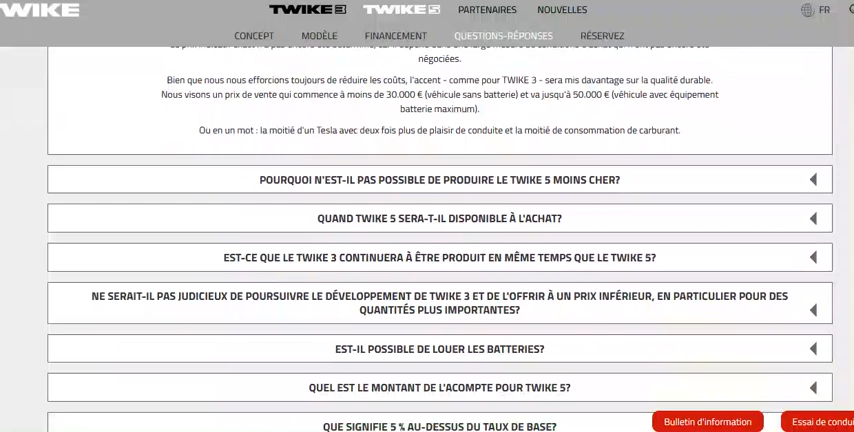 TWIKE
TWIKE 3 TWIKE 5 PARTENAIRES NOUVELLES
FR
CONCEPT MODÈLE FINANCEMENT QUESTIONS-RÉPONSES RÉSERVEZ
négociées.
Bien que nous nous efforcions toujours de réduire les coûts, l'accent - comme pour TWIKE 3 - sera mis davantage sur la qualité durable.
Nous visons un prix de vente qui commence à moins de 30.000 € (véhicule sans batterie) et va jusqu'à 50.000 € (véhicule avec équipement
batterie maximum).
Ou en un mot : la moitié d'un Tesla avec deux fois plus de plaisir de conduite et la moitié de consommation de carburant.
POURQUOI N'EST-IL PAS POSSIBLE DE PRODUIRE LE TWIKE 5 MOINS CHER?
QUAND TWIKE 5 SERA-T-IL DISPONIBLE À L'ACHAT?
EST-CE QUE LE TWIKE 3 CONTINUERA À ÊTRE PRODUIT EN MÊME TEMPS QUE LE TWIKE 5?
NE SERAIT-IL PAS JUDICIEUX DE POURSUIVRE LE DÉVELOPPEMENT DE TWIKE 3 ET DE L'OFFRIR À UN PRIX INFÉRIEUR, EN PARTICULIER POUR DES
QUANTITÉS PLUS IMPORTANTES?
EST-IL POSSIBLE DE LOUER LES BATTERIES?
QUEL EST LE MONTANT DE L'ACOMPTE POUR TWIKE 5?
QUE SIGNIFIE 5 % AU-DESSUS DU TAUX DE BASE?
Bulletin d'information
Essai de condui